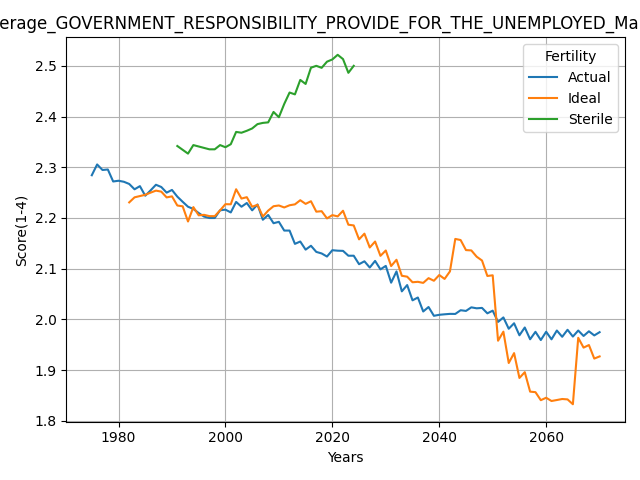 erage_GOVERNMENT_RESPONSIBILITY_PROVIDE_FOR_THE_UNEMPLOYED_Ma
Fertility
Actual
Ideal
Sterile
Score(1-4)
2.5
2.4
2.3
2.2
2.1
2.0
1.9
1.8
1980 2000 2020 2040 2060
Years